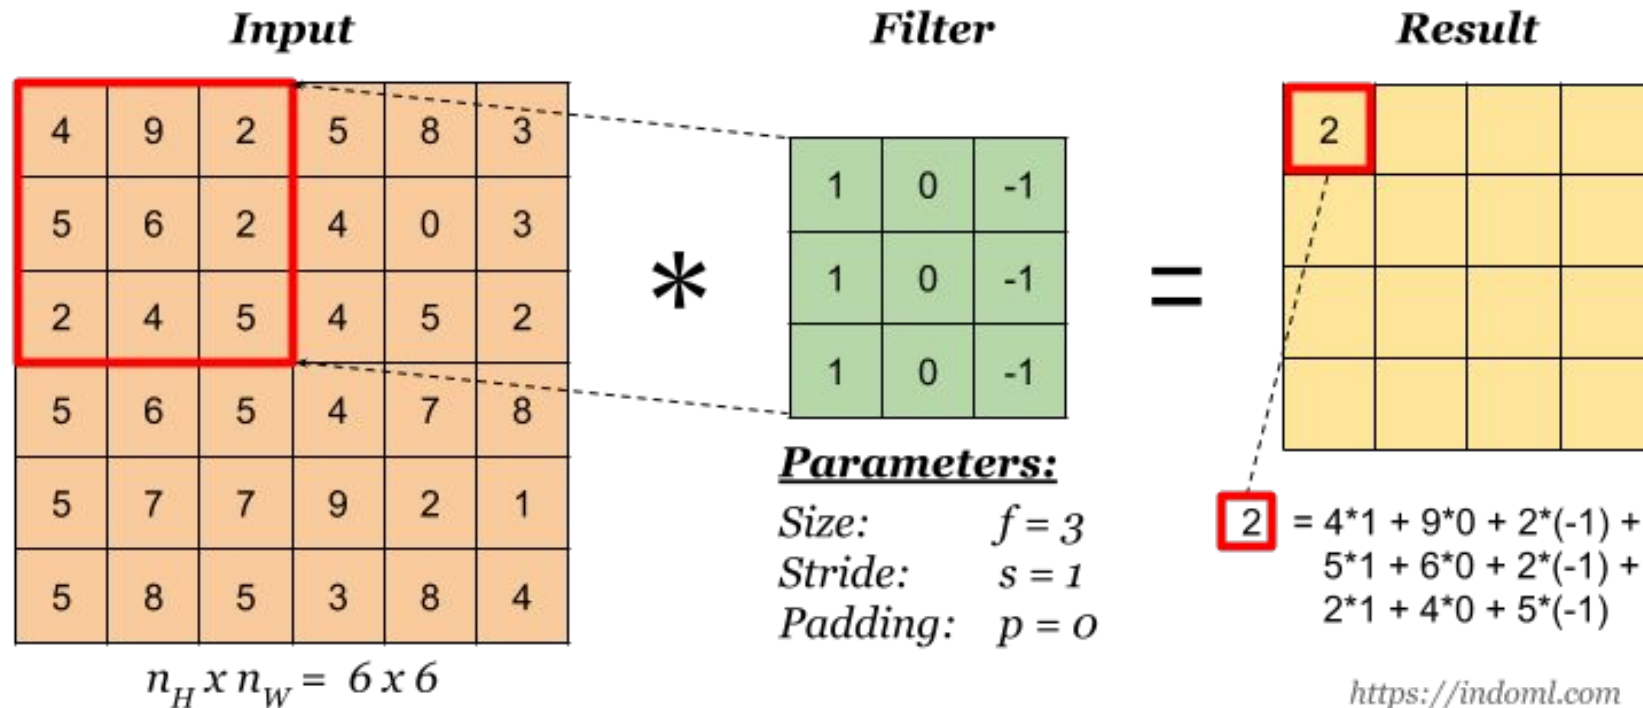 Input
Filter
Result
4 9 2 5 8 3
5 6 2 4 0 3
2 4 5 4 5 2
5 6 5 4 7 8
5 7 7 9 2 1
5 8 5 3 8 4
n_H x n_W = 6 x 6
*
1 0 -1
1 0 -1
1 0 -1
Parameters:
Size: f = 3
Stride: s = 1
Padding: p = 0
=
2
2 = 4*1 + 9*0 + 2*(-1) +
5*1 + 6*0 + 2*(-1) +
2*1 + 4*0 + 5*(-1)
https://indoml.com